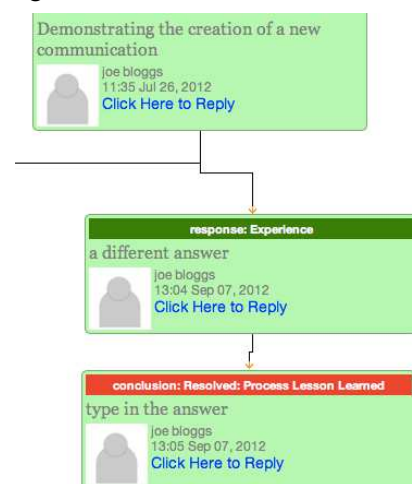 Demonstrating the creation of a new
communication
joe bloggs
11:35 Jul 26, 2012
Click Here to Reply
response: Experience
a different answer
joe bloggs
13:04 Sep 07, 2012
Click Here to Reply
conclusion: Resolved: Process Lesson Learned
type in the answer
joe bloggs
13:05 Sep 07, 2012
Click Here to Reply